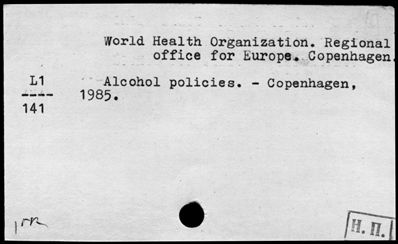 World Health Organization. Regional
office for Europe. Copenhagen.
L1
----
141
Alcohol policies. - Copenhagen,
1985.
Н. П.